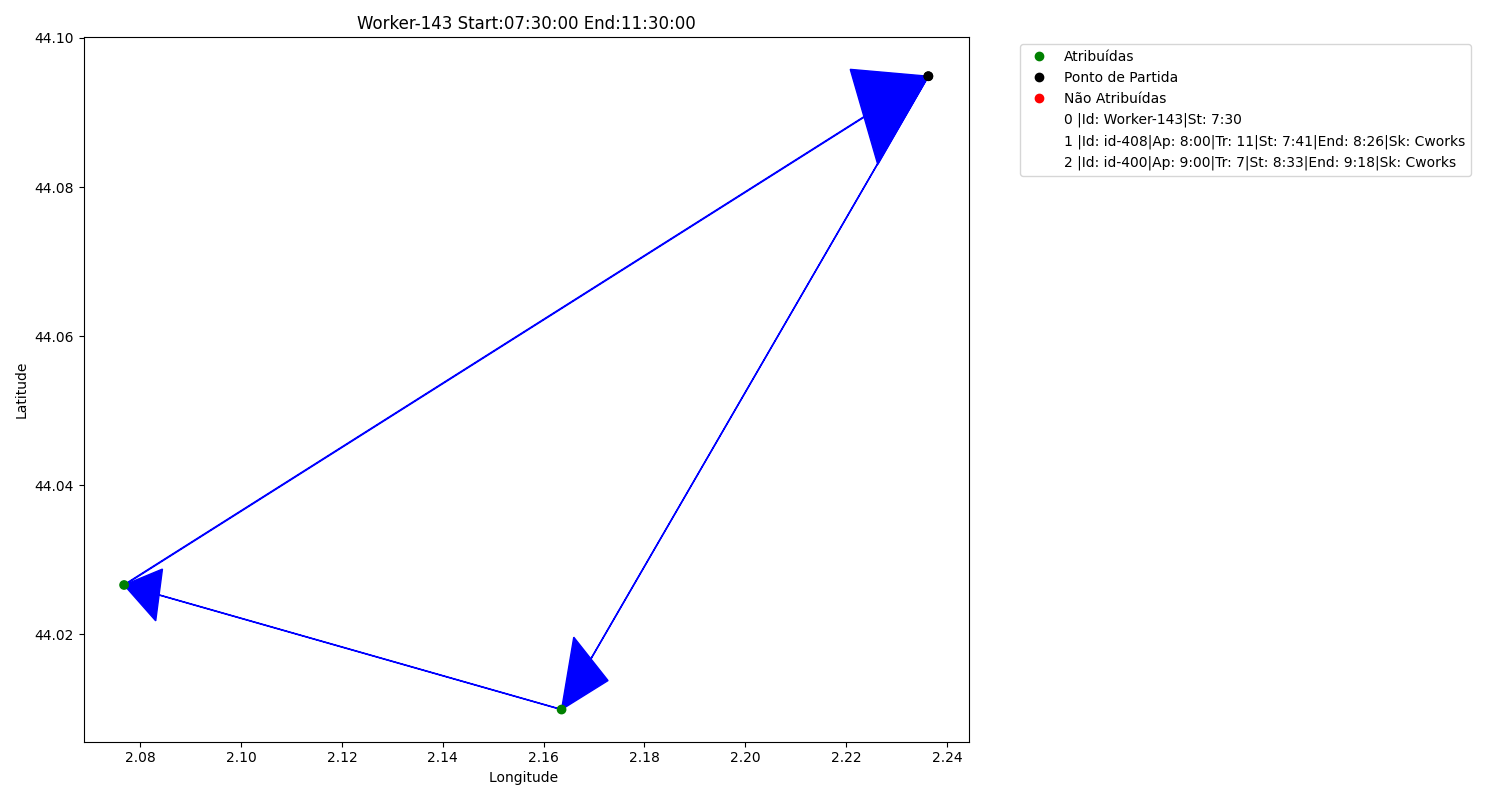 Worker-143 Start:07:30:00 End:11:30:00
44.10
44.08
44.06
44.04
44.02
Latitude
2.08 2.10 2.12 2.14 2.16 2.18 2.20 2.22 2.24
Longitude
Atribuídas
Ponto de Partida
Não Atribuídas
0 |Id: Worker-143|St: 7:30
1 |Id: id-408|Ap: 8:00|Tr: 11|St: 7:41|End: 8:26|Sk: Cworks
2 |Id: id-400|Ap: 9:00|Tr: 7|St: 8:33|End: 9:18|Sk: Cworks